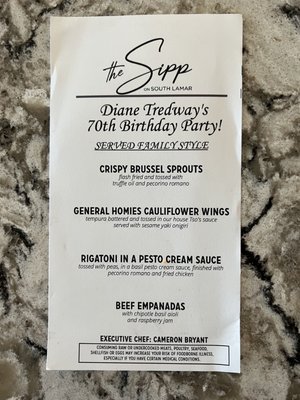 the Sipp
ON SOUTH LAMAR
Diane Tredway's
70th Birthday Party!
SERVED FAMILY STYLE
CRISPY BRUSSEL SPROUTS
flash fried and tossed with
truffle oil and pecorino romano
GENERAL HOMIES CAULIFLOWER WINGS
tempura battered and tossed in our house Tso's sauce
served with sesame yaki onigiri
RIGATONI IN A PESTO CREAM SAUCE
tossed with peas, in a basil pesto cream sauce, finished with
pecorino romano and fried chicken
BEEF EMPANADAS
with chipotle basil aioli
and raspberry jam
EXECUTIVE CHEF: CAMERON BRYANT
CONSUMING RAW OR UNDERCOOKED MEATS, POULTRY, SEAFOOD,
SHELLFISH OR EGGS MAY INCREASE YOUR RISK OF FOODBORNE ILLNESS,
ESPECIALLY IF YOU HAVE CERTAIN MEDICAL CONDITIONS.